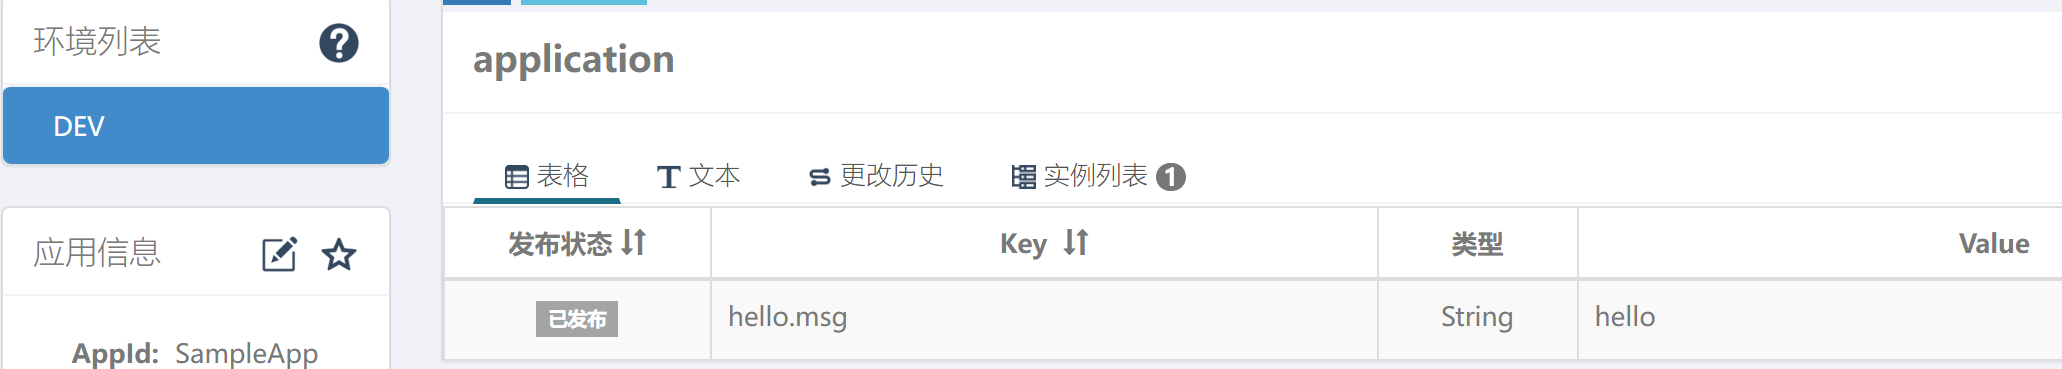 环境列表
DEV
应用信息
AppId: SampleApp
application
表格 文本 更改历史 实例列表 1
发布状态 Key 类型 Value
已发布 hello.msg String hello